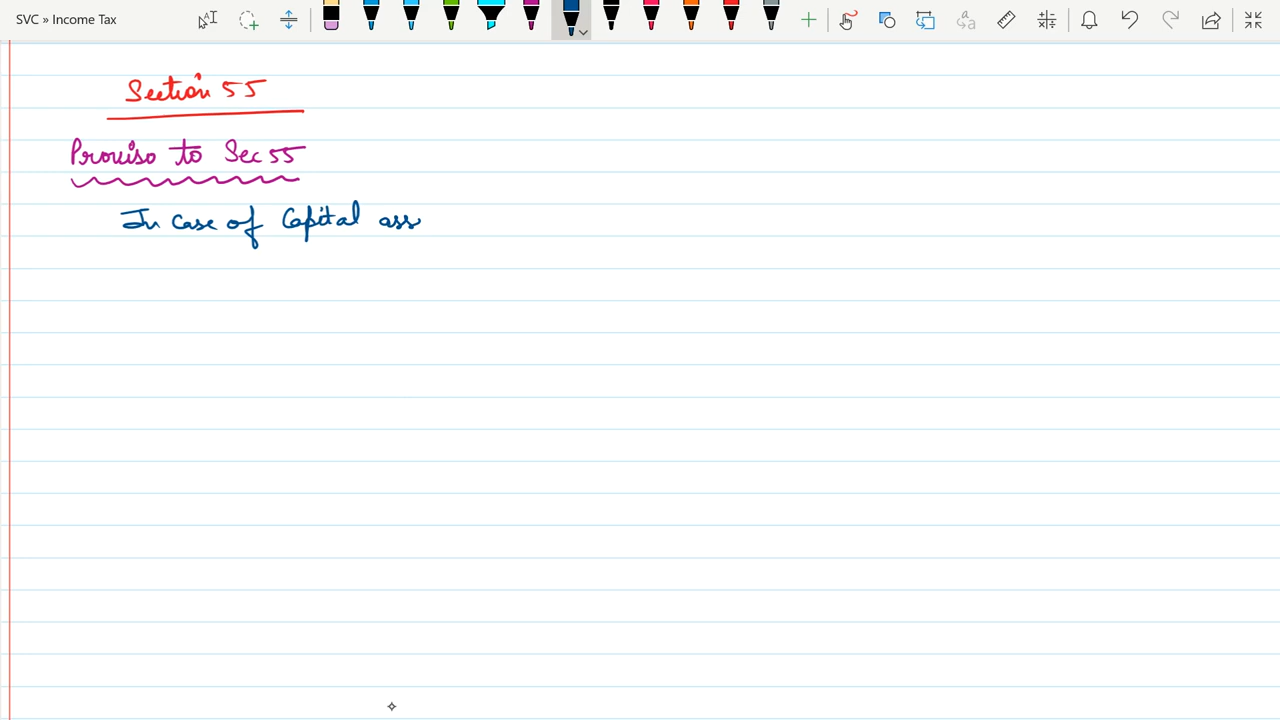 SVC » Income Tax
Section 55
Proviso to Sec 55
In case of Capital ass